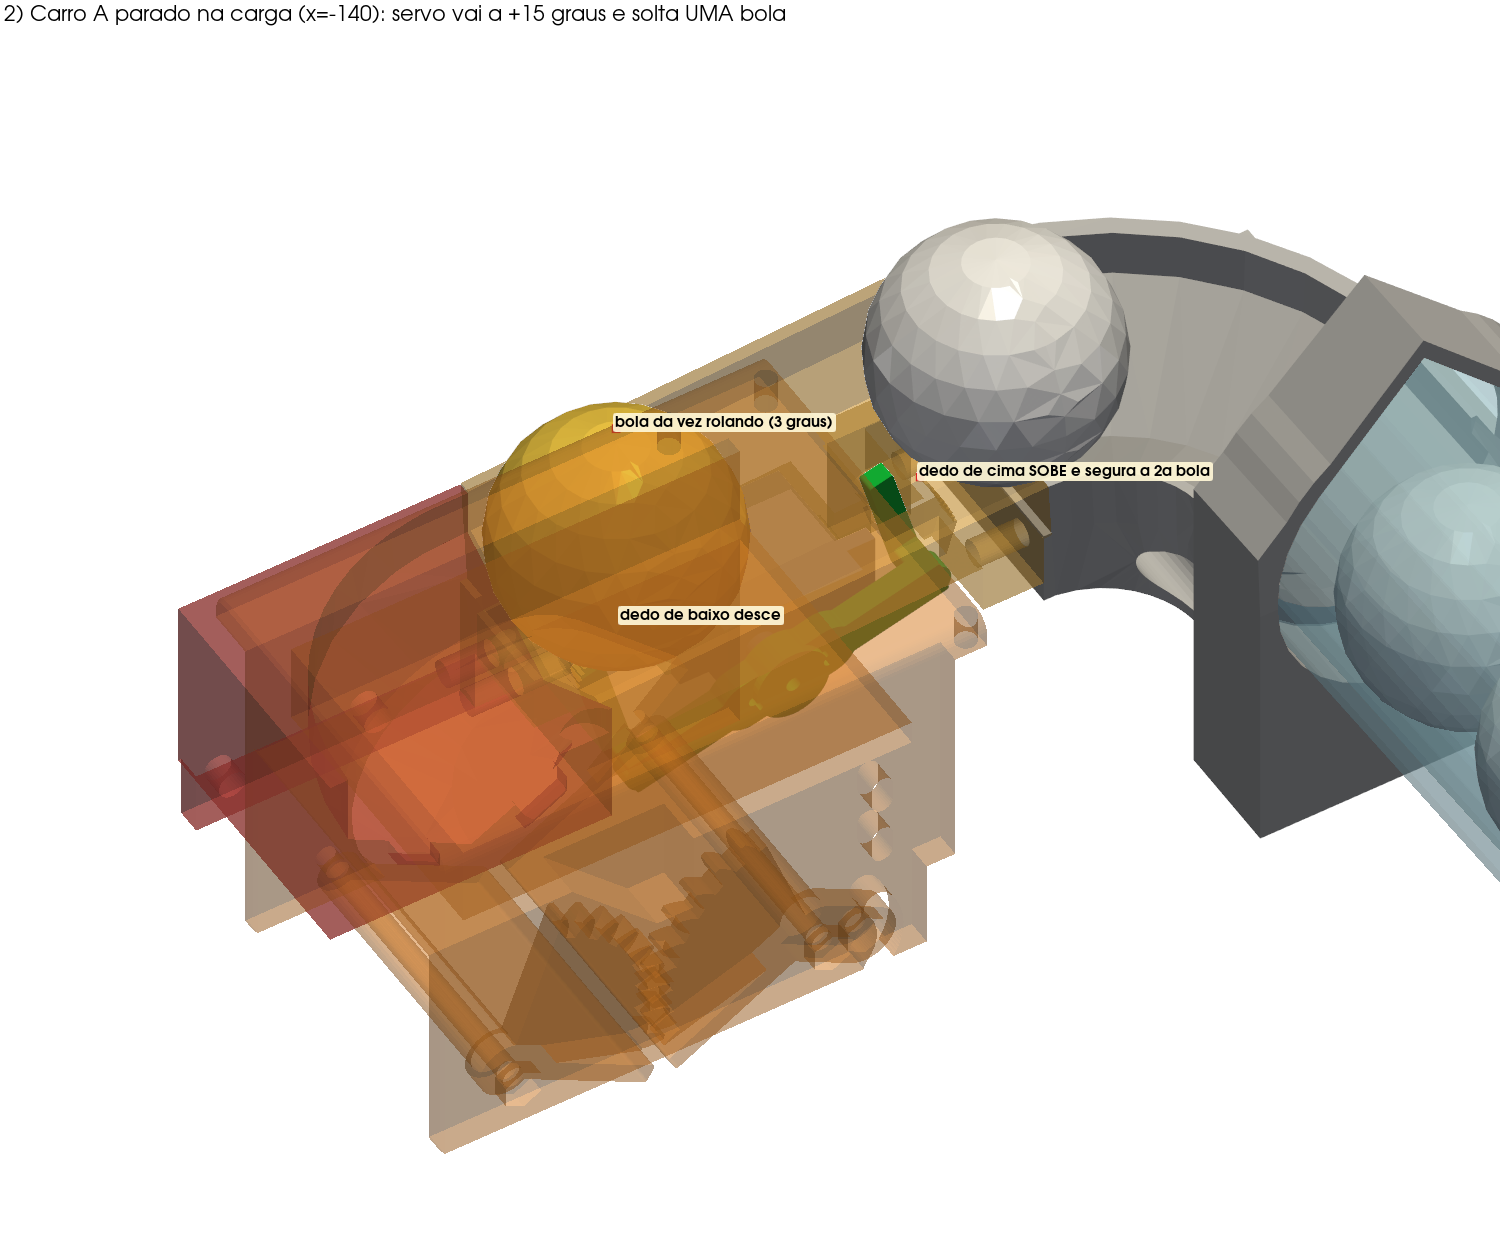 2) Carro A parado na carga (x=-140): servo vai a +15 graus e solta UMA bola
bola da vez rolando (3 graus)
dedo de cima SOBE e segura a 2a bola
dedo de baixo desce